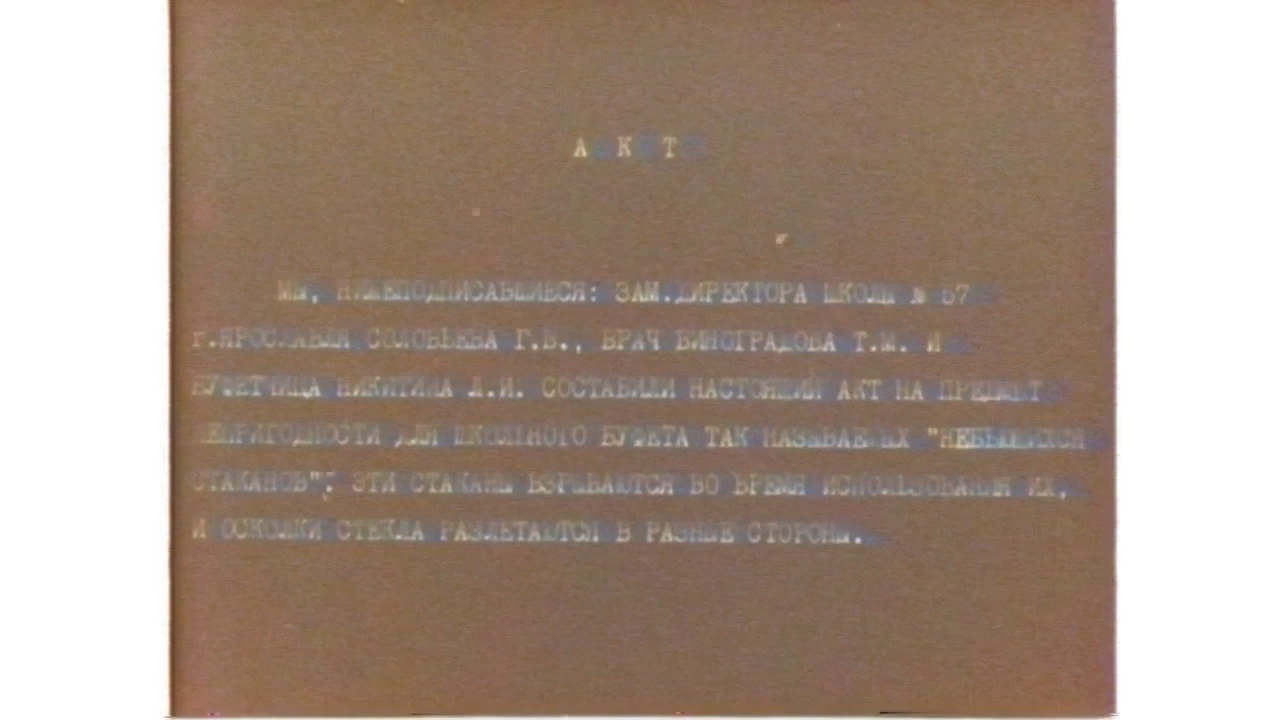 А К Т
МЫ, НИЖЕПОДПИСАВШИЕСЯ: ЗАМ.ДИРЕКТОРА ШКОЛЫ № 57
г.ЯРОСЛАВЛЯ СОЛОВЬЕВА Г.В., ВРАЧ ВИНОГРАДОВА Т.М. И
БУФЕТЧИЦА НИКИТИНА Л.И. СОСТАВИЛИ НАСТОЯЩИЙ АКТ НА ПРЕДМЕТ
НЕПРИГОДНОСТИ ДЛЯ ШКОЛЬНОГО БУФЕТА ТАК НАЗЫВАЕМЫХ "НЕБЬЮЩИХСЯ
СТАКАНОВ": ЭТИ СТАКАНЫ ВЗРЫВАЮТСЯ ВО ВРЕМЯ ИСПОЛЬЗОВАНИЯ ИХ,
И ОСКОЛКИ СТЕКЛА РАЗЛЕТАЮТСЯ В РАЗНЫЕ СТОРОНЫ.